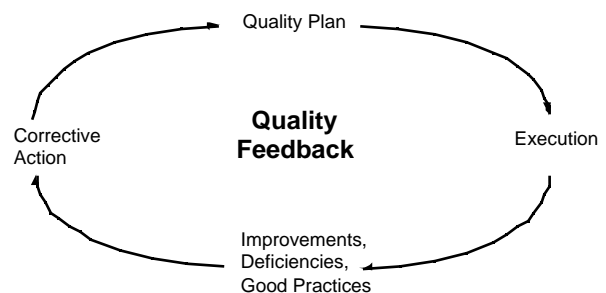 Quality Plan
Execution
Improvements,
Deficiencies,
Good Practices
Corrective
Action
Quality
Feedback